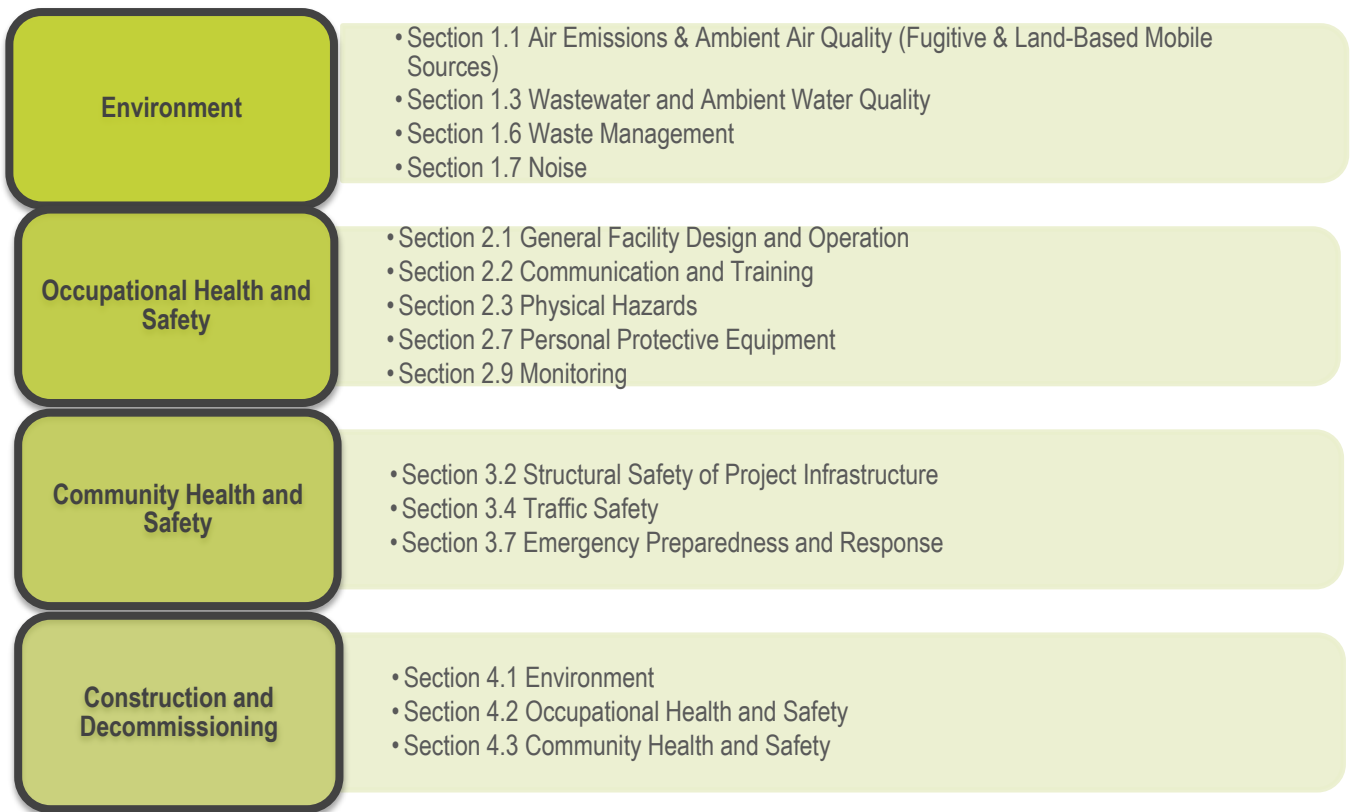 Environment
• Section 1.1 Air Emissions & Ambient Air Quality (Fugitive & Land-Based Mobile
Sources)
• Section 1.3 Wastewater and Ambient Water Quality
• Section 1.6 Waste Management
• Section 1.7 Noise
Occupational Health and
Safety
• Section 2.1 General Facility Design and Operation
• Section 2.2 Communication and Training
• Section 2.3 Physical Hazards
• Section 2.7 Personal Protective Equipment
• Section 2.9 Monitoring
Community Health and
Safety
• Section 3.2 Structural Safety of Project Infrastructure
• Section 3.4 Traffic Safety
• Section 3.7 Emergency Preparedness and Response
Construction and
Decommissioning
• Section 4.1 Environment
• Section 4.2 Occupational Health and Safety
• Section 4.3 Community Health and Safety